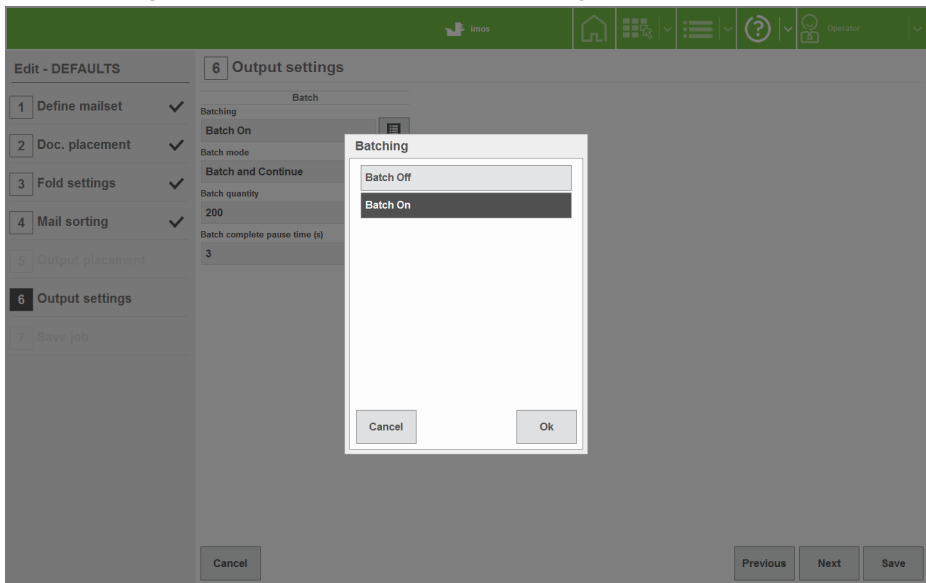 imos
Operator
Edit - DEFAULTS
1 Define mailset
2 Doc. placement
3 Fold settings
4 Mail sorting
5 Output placement
6 Output settings
7 Save job
6 Output settings
Batch
Batching
Batch On
Batch mode
Batch and Continue
Batch quantity
200
Batch complete pause time (s)
3
Batching
Batch Off
Batch On
Cancel
Ok
Cancel
Previous
Next
Save